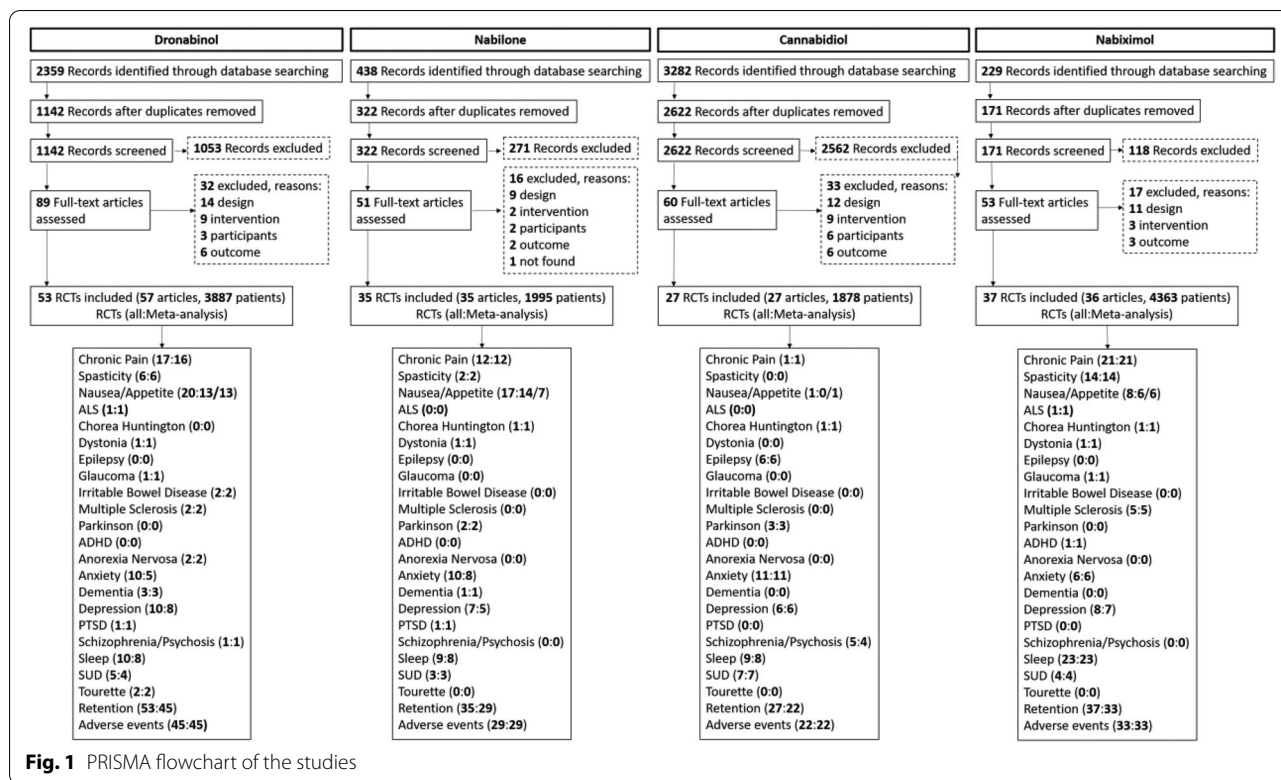 Dronabinol
2359 Records identified through database searching
1142 Records after duplicates removed
1142 Records screened
1053 Records excluded
89 Full-text articles
assessed
32 excluded, reasons:
14 design
9 intervention
3 participants
6 outcome
53 RCTs included (57 articles, 3887 patients)
RCTs (all:Meta-analysis)
Chronic Pain (17:16)
Spasticity (6:6)
Nausea/Appetite (20:13/13)
ALS (1:1)
Chorea Huntington (0:0)
Dystonia (1:1)
Epilepsy (0:0)
Glaucoma (1:1)
Irritable Bowel Disease (2:2)
Multiple Sclerosis (2:2)
Parkinson (0:0)
ADHD (0:0)
Anorexia Nervosa (2:2)
Anxiety (10:5)
Dementia (3:3)
Depression (10:8)
PTSD (1:1)
Schizophrenia/Psychosis (1:1)
Sleep (10:8)
SUD (5:4)
Tourette (2:2)
Retention (53:45)
Adverse events (45:45)
Nabilone
438 Records identified through database searching
322 Records after duplicates removed
322 Records screened
271 Records excluded
51 Full-text articles
assessed
16 excluded, reasons:
9 design
2 intervention
2 participants
2 outcome
1 not found
35 RCTs included (35 articles, 1995 patients)
RCTs (all:Meta-analysis)
Chronic Pain (12:12)
Spasticity (2:2)
Nausea/Appetite (17:14/7)
ALS (0:0)
Chorea Huntington (1:1)
Dystonia (1:1)
Epilepsy (0:0)
Glaucoma (0:0)
Irritable Bowel Disease (0:0)
Multiple Sclerosis (0:0)
Parkinson (2:2)
ADHD (0:0)
Anorexia Nervosa (0:0)
Anxiety (10:8)
Dementia (1:1)
Depression (7:5)
PTSD (1:1)
Schizophrenia/Psychosis (0:0)
Sleep (9:8)
SUD (3:3)
Tourette (0:0)
Retention (35:29)
Adverse events (29:29)
Cannabidiol
3282 Records identified through database searching
2622 Records after duplicates removed
2622 Records screened
2562 Records excluded
60 Full-text articles
assessed
33 excluded, reasons:
12 design
9 intervention
6 participants
6 outcome
27 RCTs included (27 articles, 1878 patients)
RCTs (all:Meta-analysis)
Chronic Pain (1:1)
Spasticity (0:0)
Nausea/Appetite (1:0/1)
ALS (0:0)
Chorea Huntington (1:1)
Dystonia (0:0)
Epilepsy (6:6)
Glaucoma (0:0)
Irritable Bowel Disease (0:0)
Multiple Sclerosis (0:0)
Parkinson (3:3)
ADHD (0:0)
Anorexia Nervosa (0:0)
Anxiety (11:11)
Dementia (0:0)
Depression (6:6)
PTSD (0:0)
Schizophrenia/Psychosis (5:4)
Sleep (9:8)
SUD (7:7)
Tourette (0:0)
Retention (27:22)
Adverse events (22:22)
Nabiximol
229 Records identified through database searching
171 Records after duplicates removed
171 Records screened
118 Records excluded
53 Full-text articles
assessed
17 excluded, reasons:
11 design
3 intervention
3 outcome
37 RCTs included (36 articles, 4363 patients)
RCTs (all:Meta-analysis)
Chronic Pain (21:21)
Spasticity (14:14)
Nausea/Appetite (8:6/6)
ALS (1:1)
Chorea Huntington (1:1)
Dystonia (1:1)
Epilepsy (0:0)
Glaucoma (1:1)
Irritable Bowel Disease (0:0)
Multiple Sclerosis (5:5)
Parkinson (0:0)
ADHD (1:1)
Anorexia Nervosa (0:0)
Anxiety (6:6)
Dementia (0:0)
Depression (8:7)
PTSD (0:0)
Schizophrenia/Psychosis (0:0)
Sleep (23:23)
SUD (4:4)
Tourette (0:0)
Retention (37:33)
Adverse events (33:33)
Fig. 1 PRISMA flowchart of the studies